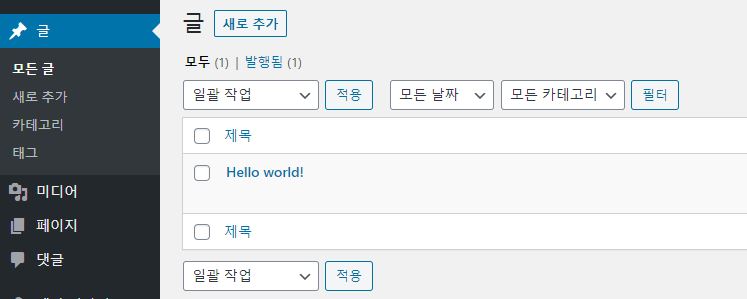 글
모든 글
새로 추가
카테고리
태그
미디어
페이지
댓글
글 새로 추가
모두 (1) | 발행됨 (1)
일괄 작업 적용 모든 날짜 모든 카테고리 필터
제목
Hello world!
제목
일괄 작업 적용